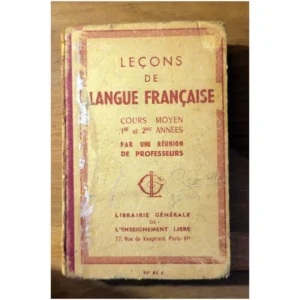 LEÇONS
DE
LANGUE FRANÇAISE
COURS MOYEN
1re et 2me ANNÉES
PAR UNE RÉUNION
DE PROFESSEURS
LIBRAIRIE GÉNÉRALE
DE
L'ENSEIGNEMENT LIBRE
77, Rue de Vaugirard, Paris-6e